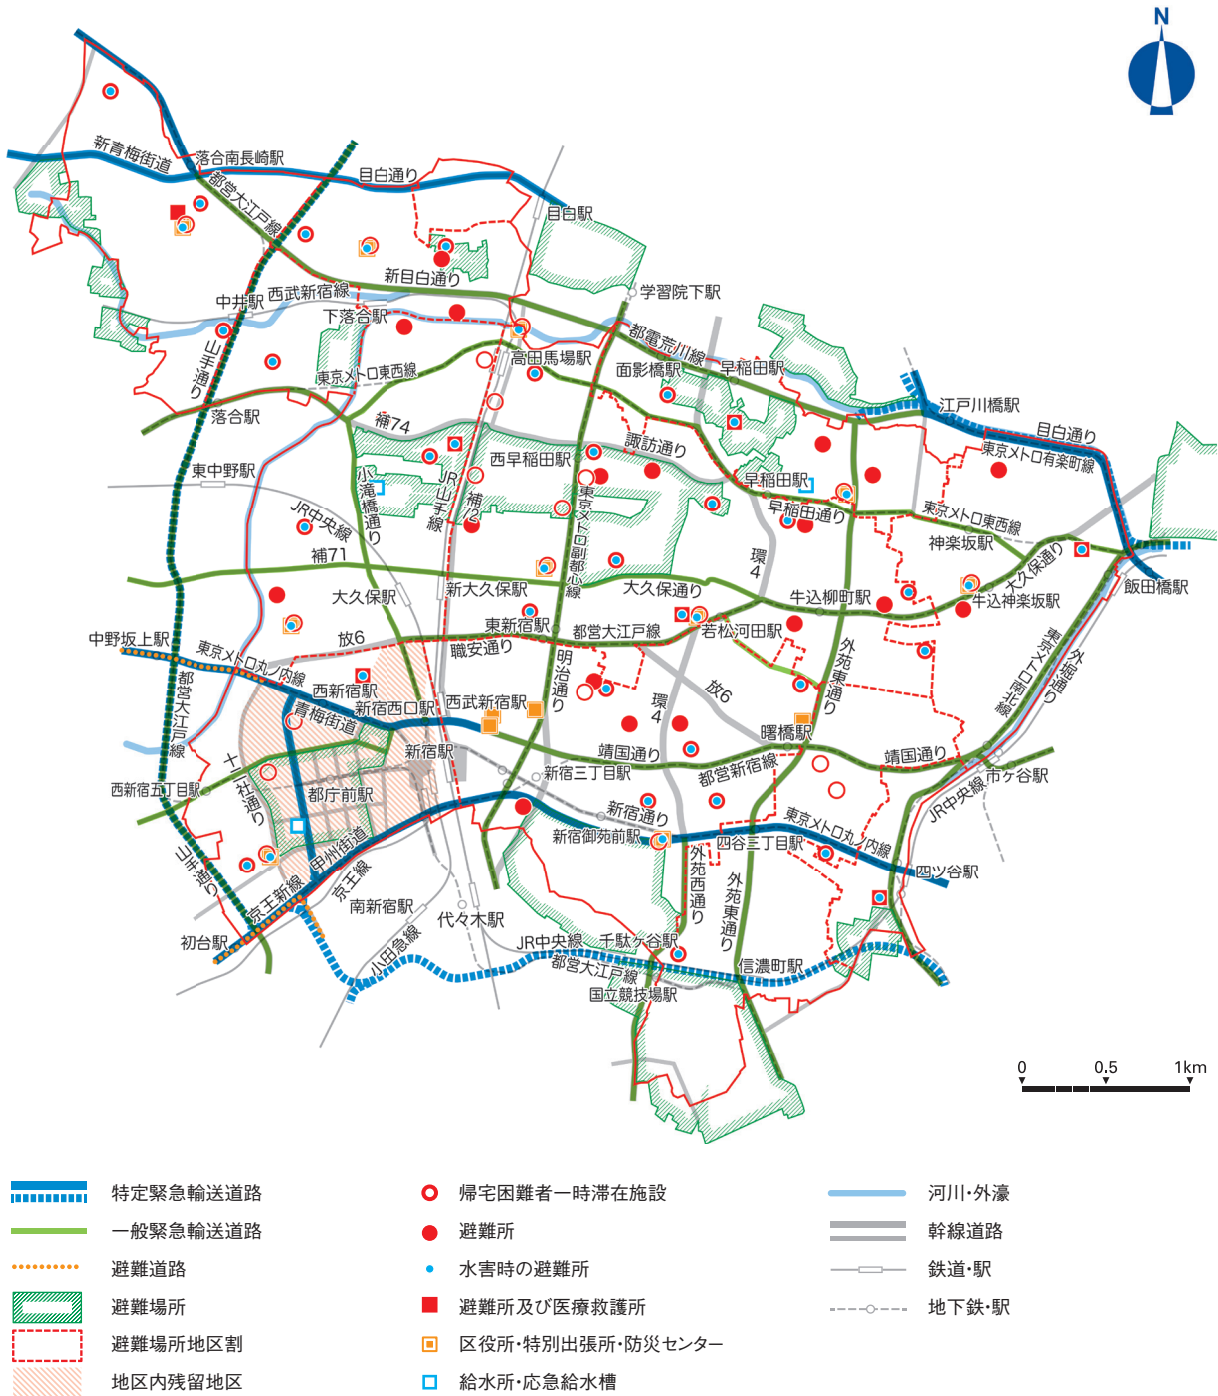 N
新青梅街道
落合南長崎駅
都営大江戸線
目白通り
目白駅
新目白通り
学習院下駅
中井駅
西武新宿線
下落合駅
山手通り
高田馬場駅
都電荒川線
面影橋駅
早稲田駅
東京メトロ東西線
落合駅
江戸川橋駅
目白通り
東京メトロ有楽町線
補74
諏訪通り
西早稲田駅
東中野駅
小滝橋通り
JR山手線
補72
早稲田駅
早稲田通り
東京メトロ東西線
神楽坂駅
JR中央線
東京メトロ副都心線
補71
環4
大久保通り
飯田橋駅
大久保駅
新大久保駅
大久保通り
牛込柳町駅
牛込神楽坂駅
東新宿駅
都営大江戸線
若松河田駅
中野坂上駅
東京メトロ丸ノ内線
放6
職安通り
明治通り
外苑東通り
東京メトロ南北線
外堀通り
都営大江戸線
西新宿駅
青梅街道
新宿西口駅
西武新宿駅
環4
放6
曙橋駅
靖国通り
都営新宿線
靖国通り
市ヶ谷駅
新宿駅
新宿三丁目駅
十二社通り
都庁前駅
西新宿五丁目駅
新宿通り
新宿御苑前駅
四谷三丁目駅
東京メトロ丸ノ内線
JR中央線
四ツ谷駅
山手通り
甲州街道
京王新線
京王線
外苑西通り
外苑東通り
初台駅
南新宿駅
代々木駅
小田急線
JR中央線
千駄ヶ谷駅
都営大江戸線
信濃町駅
国立競技場駅
0 0.5 1km
特定緊急輸送道路
一般緊急輸送道路
避難道路
避難場所
避難場所地区割
地区内残留地区
帰宅困難者一時滞在施設
避難所
水害時の避難所
避難所及び医療救護所
区役所・特別出張所・防災センター
給水所・応急給水槽
河川・外濠
幹線道路
鉄道・駅
地下鉄・駅